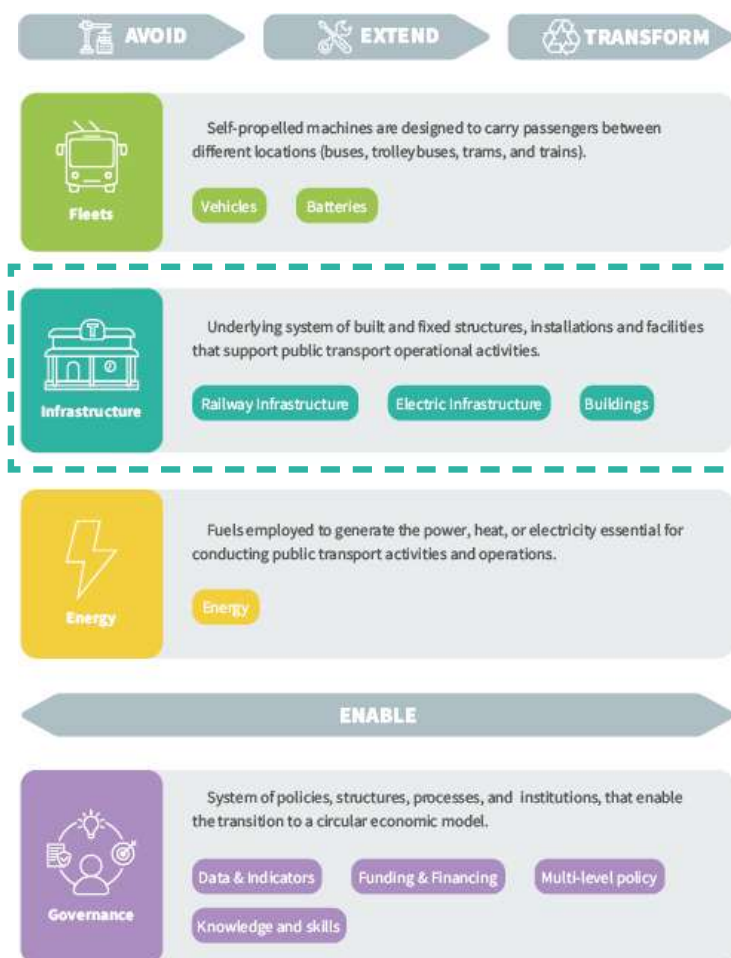 AVOID
EXTEND
TRANSFORM
Fleets
Self-propelled machines are designed to carry passengers between
different locations (buses, trolleybuses, trams, and trains).
Vehicles
Batteries
T
Infrastructure
Underlying system of built and fixed structures, installations and facilities
that support public transport operational activities.
Railway Infrastructure
Electric Infrastructure
Buildings
Energy
Fuels employed to generate the power, heat, or electricity essential for
conducting public transport activities and operations.
Energy
ENABLE
Governance
System of policies, structures, processes, and institutions, that enable
the transition to a circular economic model.
Data & Indicators
Funding & Financing
Multi-level policy
Knowledge and skills